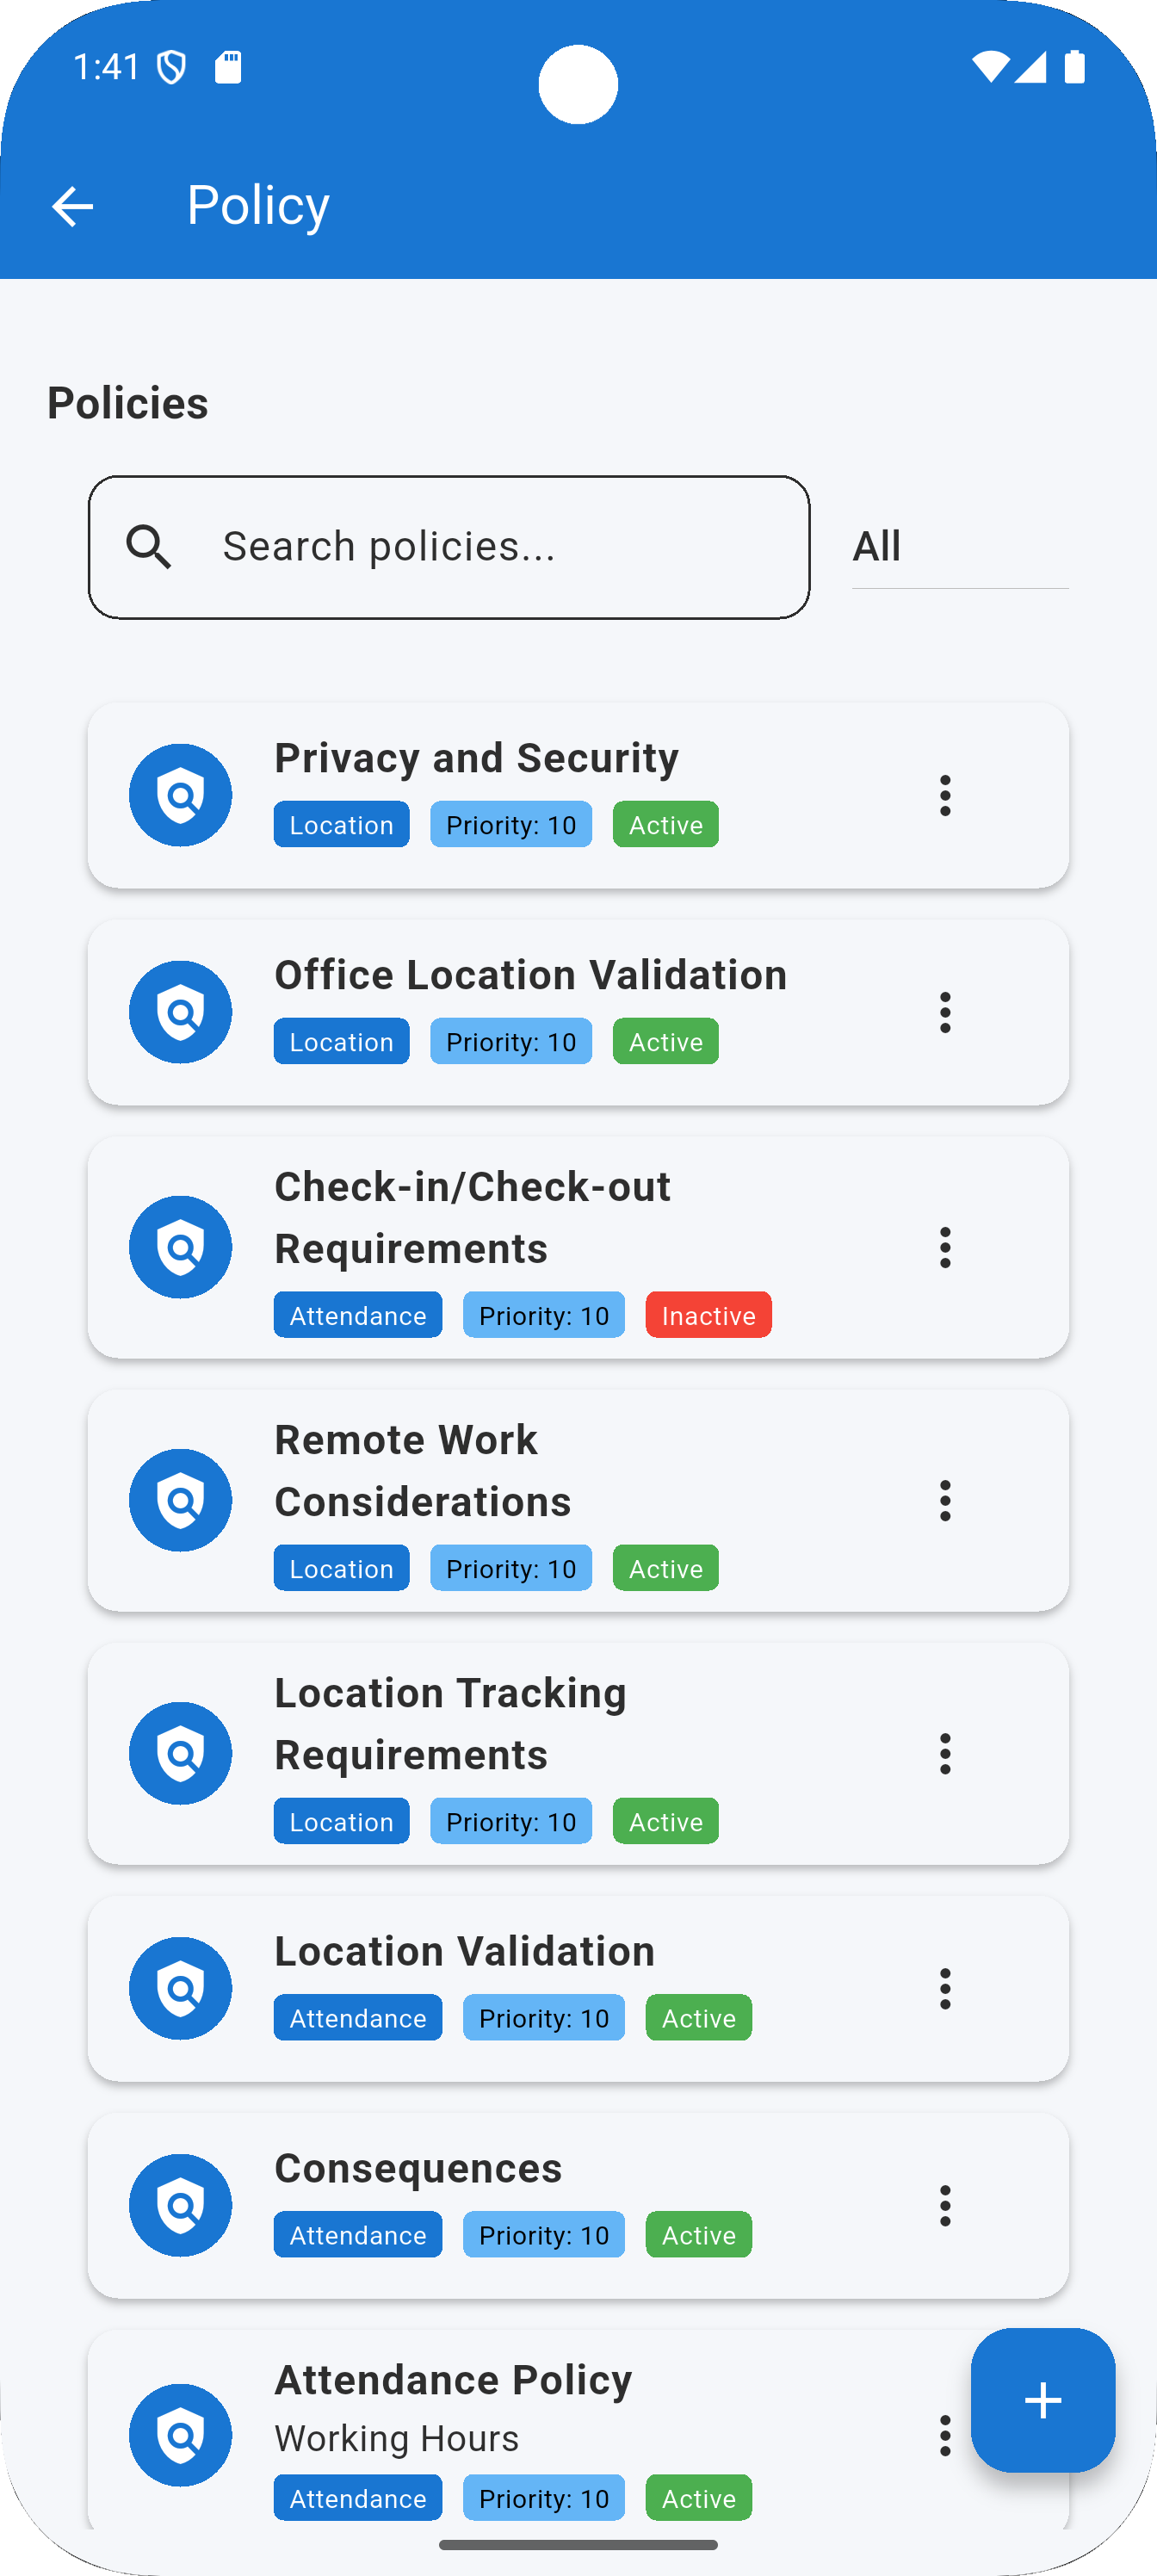 1:41
Policy
Policies
Search policies...
All
Privacy and Security
Location Priority: 10 Active
Office Location Validation
Location Priority: 10 Active
Check-in/Check-out
Requirements
Attendance Priority: 10 Inactive
Remote Work
Considerations
Location Priority: 10 Active
Location Tracking
Requirements
Location Priority: 10 Active
Location Validation
Attendance Priority: 10 Active
Consequences
Attendance Priority: 10 Active
Attendance Policy
Working Hours
Attendance Priority: 10 Active